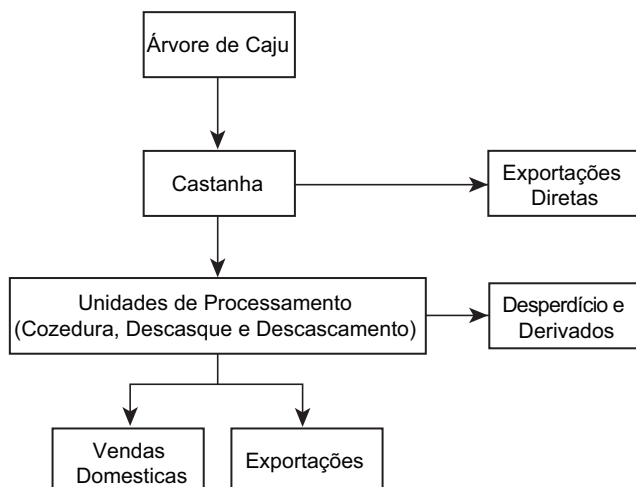 Árvore de Caju
Castanha
Exportações
Diretas
Unidades de Processamento
(Cozedura, Descasque e Descascamento)
Desperdício e
Derivados
Vendas
Domesticas
Exportações